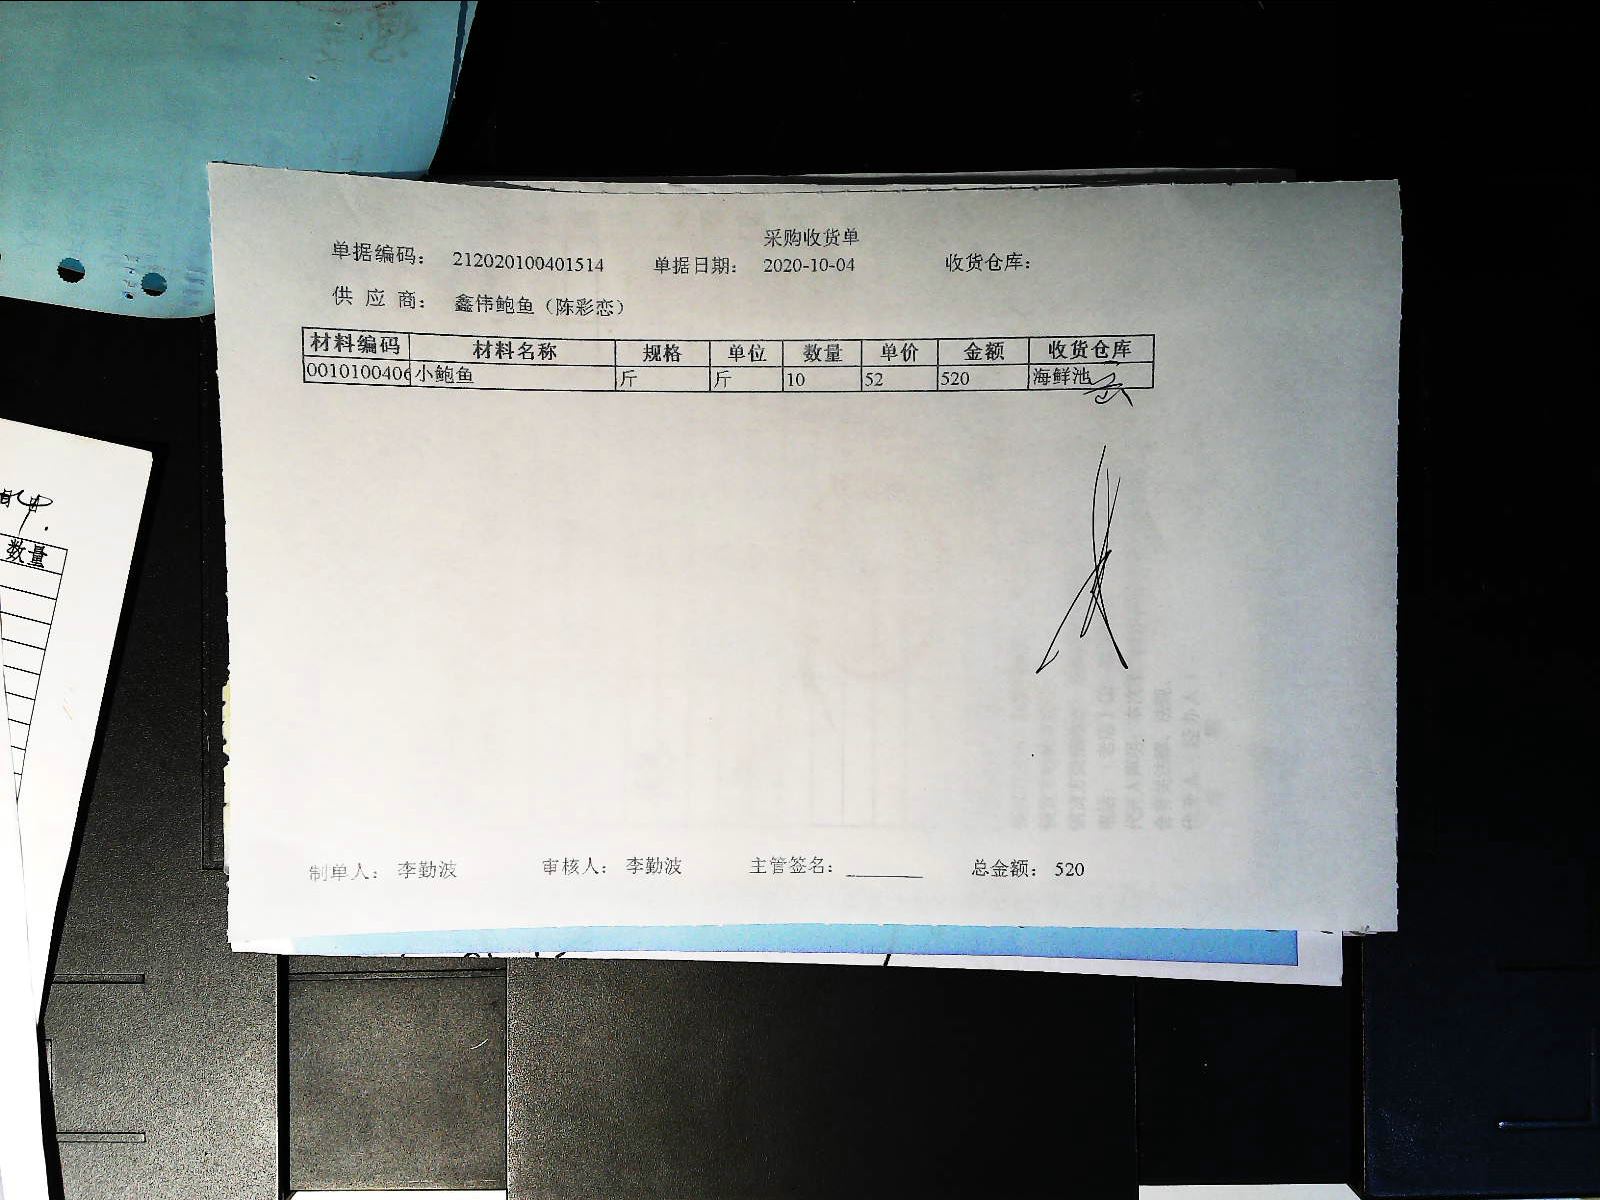 采购收货单
单据编码: 212020100401514 单据日期: 2020-10-04 收货仓库:
供 应 商: 鑫伟鲍鱼（陈彩恋）
材料编码 材料名称 规格 单位 数量 单价 金额 收货仓库
0010100406 小鲍鱼 斤 斤 10 52 520 海鲜池
制单人: 李勤波 审核人: 李勤波 主管签名: ________ 总金额: 520
数量